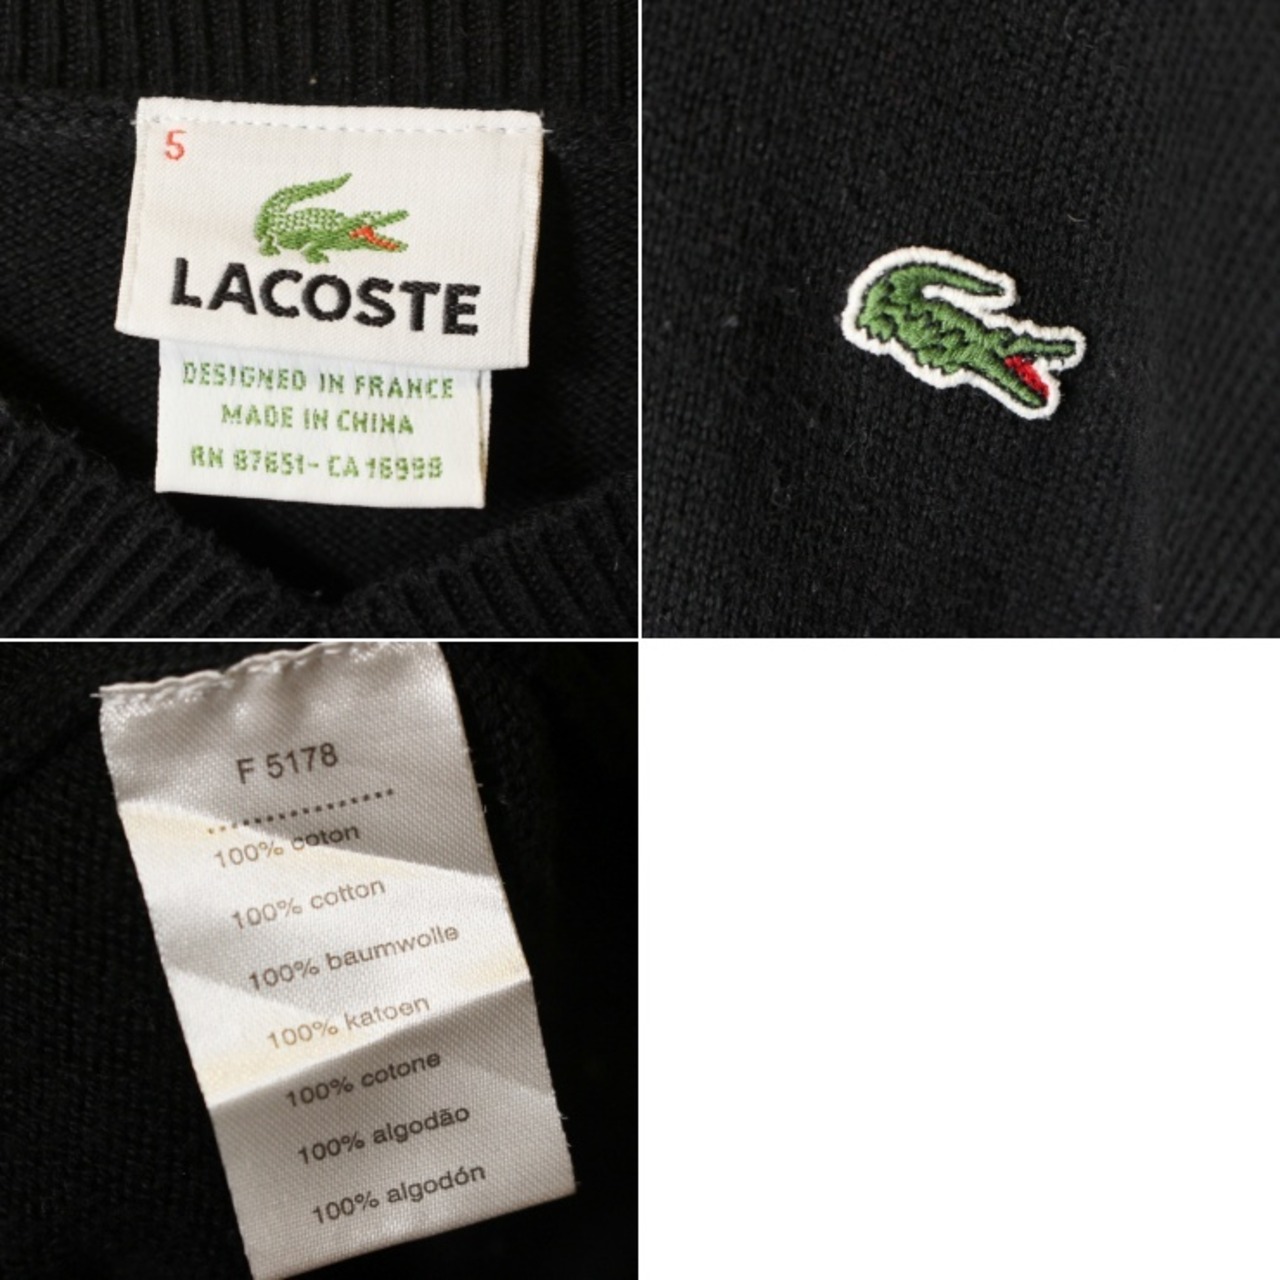 5
LACOSTE
DESIGNED IN FRANCE
MADE IN CHINA
RN 87651- CA 16998
F 5178
100% coton
100% cotton
100% baumwolle
100% katoen
100% cotone
100% algodão
100% algodón